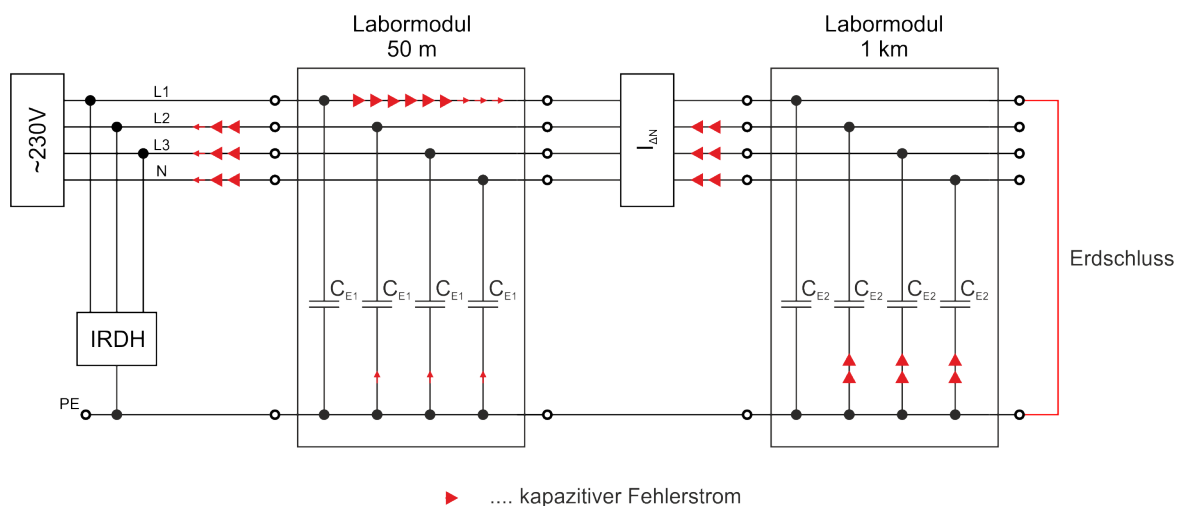 Labormodul
50 m
Labormodul
1 km
~230V
L1
L2
L3
N
I∆N
CE1
CE1
CE1
CE1
CE2
CE2
CE2
CE2
Erdschluss
IRDH
PE
.... kapazitiver Fehlerstrom